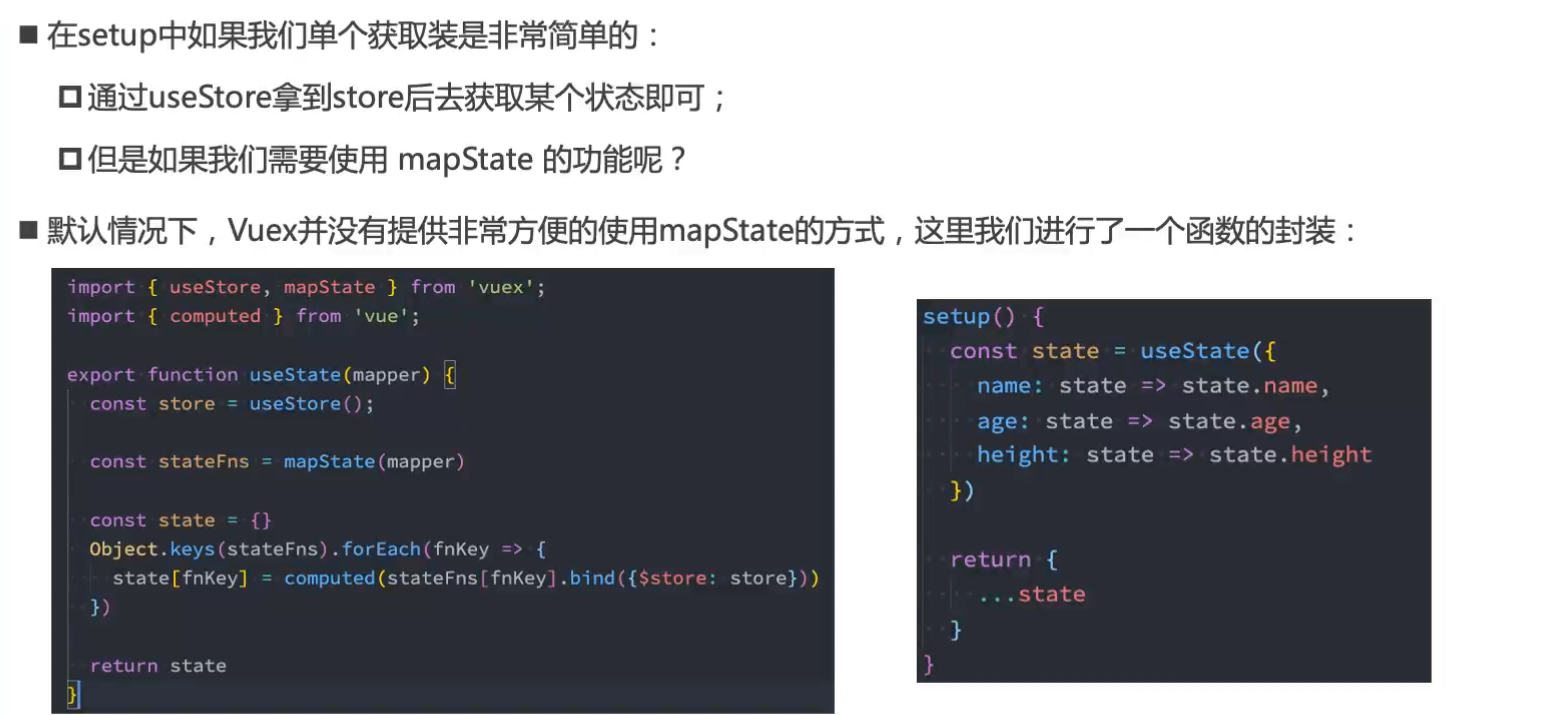 ■ 在setup中如果我们单个获取装是非常简单的：
通过useStore拿到store后去获取某个状态即可；
但是如果我们需要使用 mapState 的功能呢？
■ 默认情况下，Vuex并没有提供非常方便的使用mapState的方式，这里我们进行了一个函数的封装：
import { useStore, mapState } from 'vuex';
import { computed } from 'vue';
export function useState(mapper) {
const store = useStore();
const stateFns = mapState(mapper)
const state = {}
Object.keys(stateFns).forEach(fnKey => {
state[fnKey] = computed(stateFns[fnKey].bind({$store: store}))
})
return state
}
setup() {
const state = useState({
name: state => state.name,
age: state => state.age,
height: state => state.height
})
return {
...state
}
}